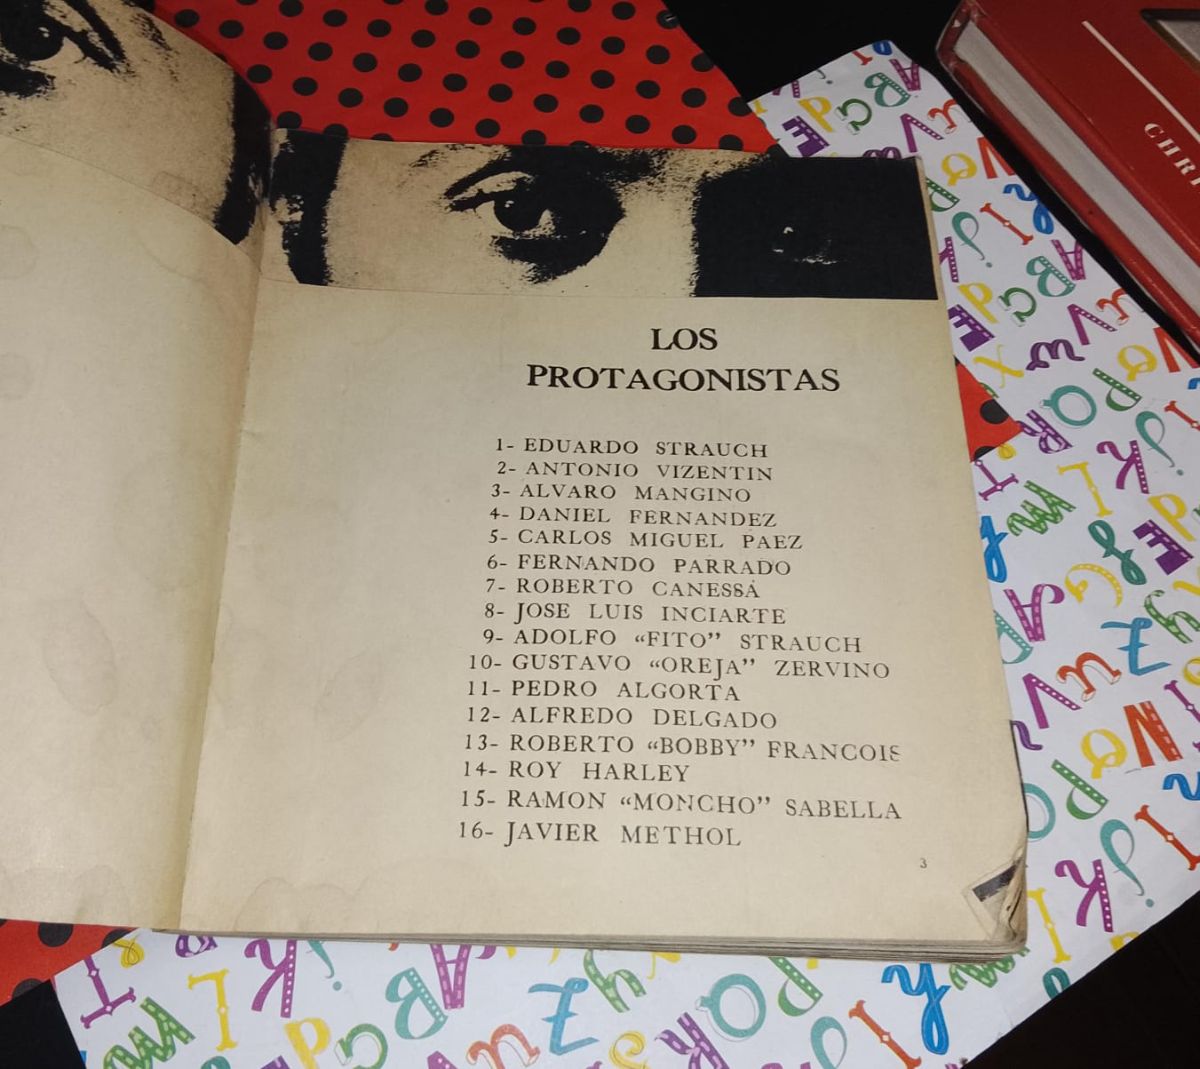 LOS
PROTAGONISTAS
1- EDUARDO STRAUCH
2- ANTONIO VIZENTIN
3- ALVARO MANGINO
4- DANIEL FERNANDEZ
5- CARLOS MIGUEL PAEZ
6- FERNANDO PARRADO
7- ROBERTO CANESSA
8- JOSE LUIS INCIARTE
9- ADOLFO “FITO” STRAUCH
10- GUSTAVO “OREJA” ZERVINO
11- PEDRO ALGORTA
12- ALFREDO DELGADO
13- ROBERTO “BOBBY” FRANCOIS
14- ROY HARLEY
15- RAMON “MONCHO” SABELLA
16- JAVIER METHOL
3